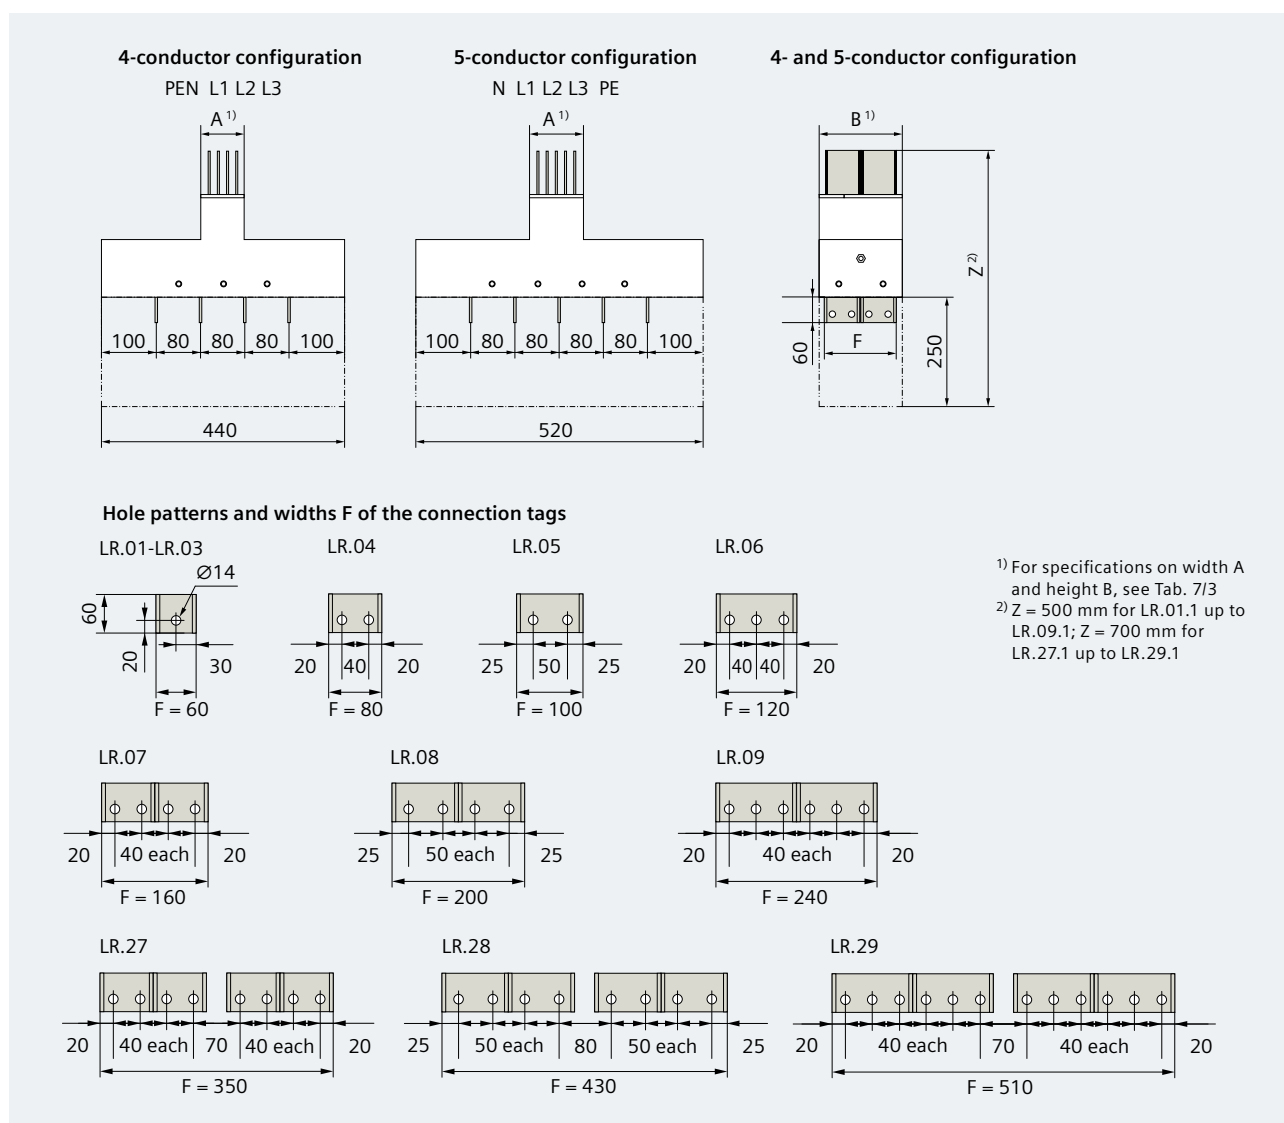 4-conductor configuration 5-conductor configuration 4- and 5-conductor configuration
PEN L1 L2 L3 N L1 L2 L3 PE
A 1) A 1) B 1)
Z 2)
100 80 80 80 100 100 80 80 80 80 100 60 F 250
440 520
Hole patterns and widths F of the connection tags
LR.01-LR.03 LR.04 LR.05 LR.06
Ø14
60
20 30 20 40 20 25 50 25 20 40 40 20
F = 60 F = 80 F = 100 F = 120
1) For specifications on width A
and height B, see Tab. 7/3
2) Z = 500 mm for LR.01.1 up to
LR.09.1; Z = 700 mm for
LR.27.1 up to LR.29.1
LR.07 LR.08 LR.09
20 40 each 20 25 50 each 25 20 40 each 20
F = 160 F = 200 F = 240
LR.27 LR.28 LR.29
20 40 each 70 40 each 20 25 50 each 80 50 each 25 20 40 each 70 40 each 20
F = 350 F = 430 F = 510